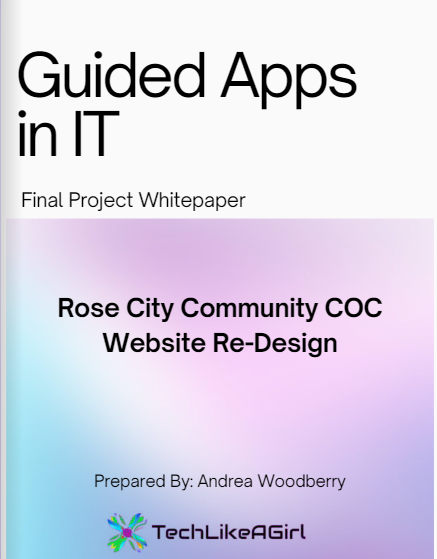 Guided Apps
in IT
Final Project Whitepaper
Rose City Community COC
Website Re-Design
Prepared By: Andrea Woodberry
TechLikeAGirl